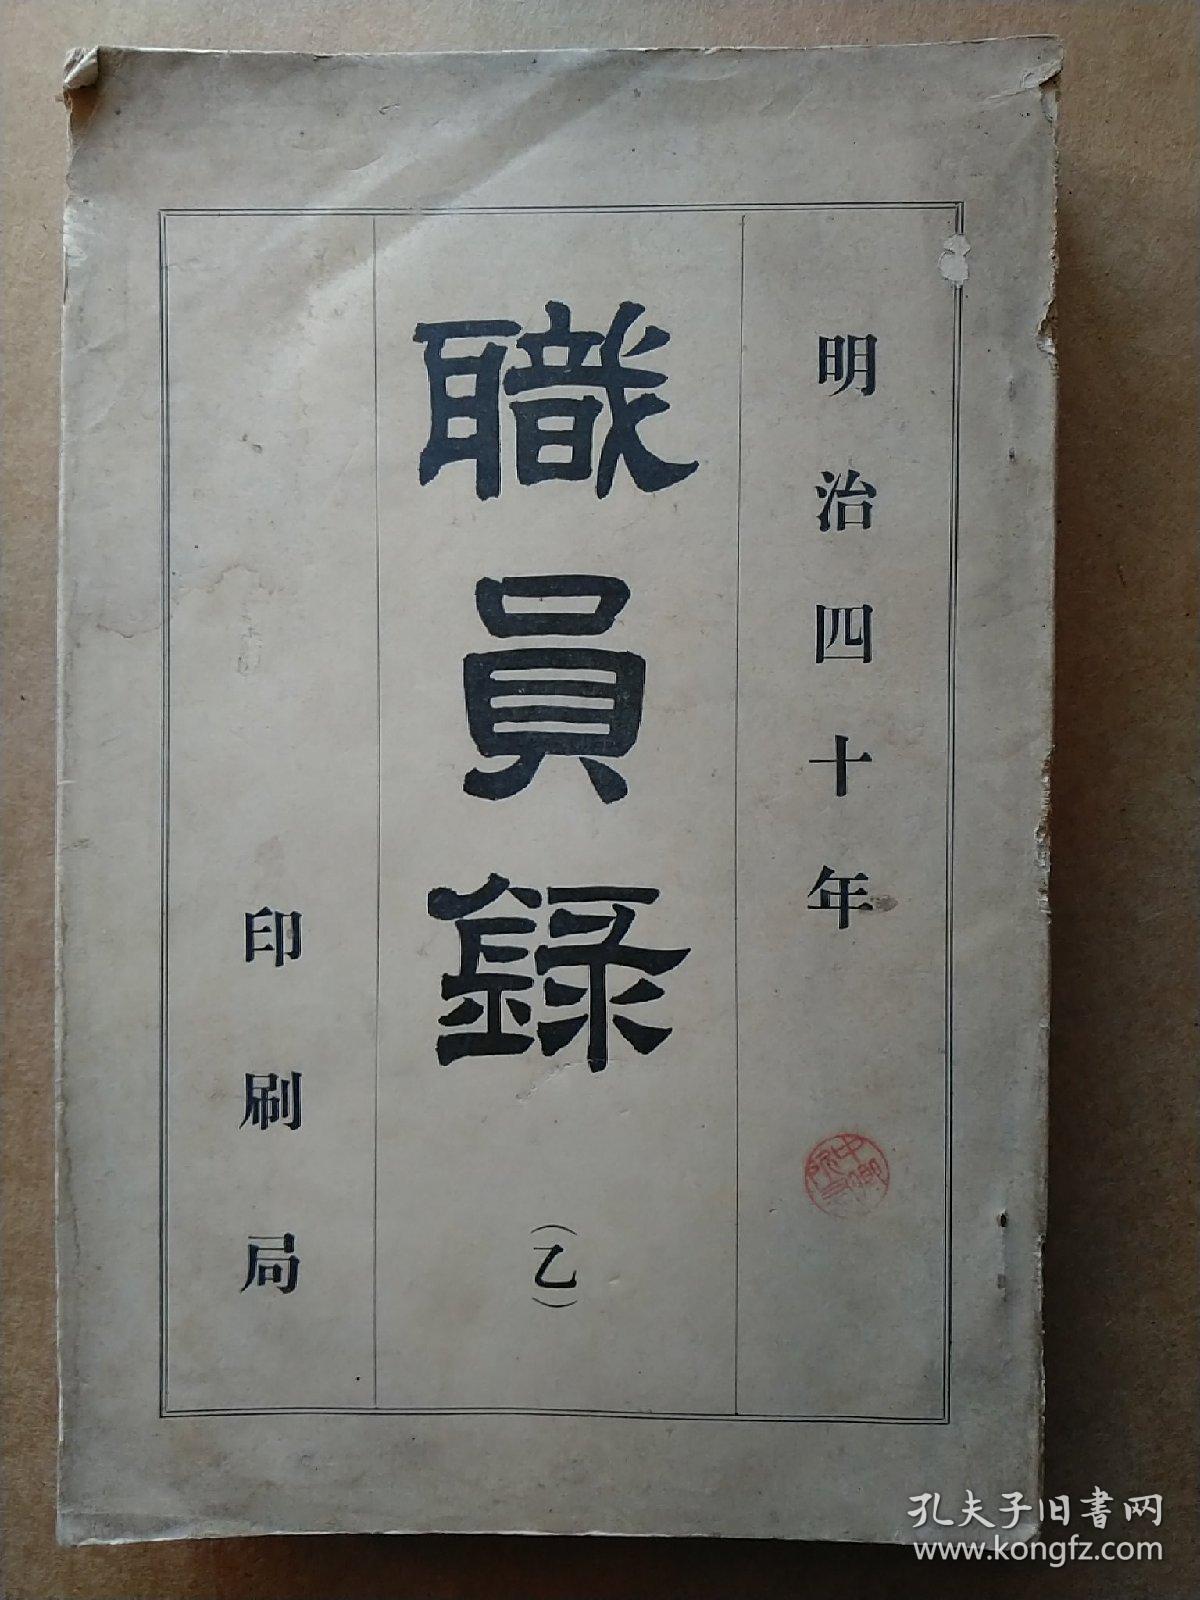 明治四十年
職員録
（乙）
印刷局
孔夫子旧書网
www.kongfz.com